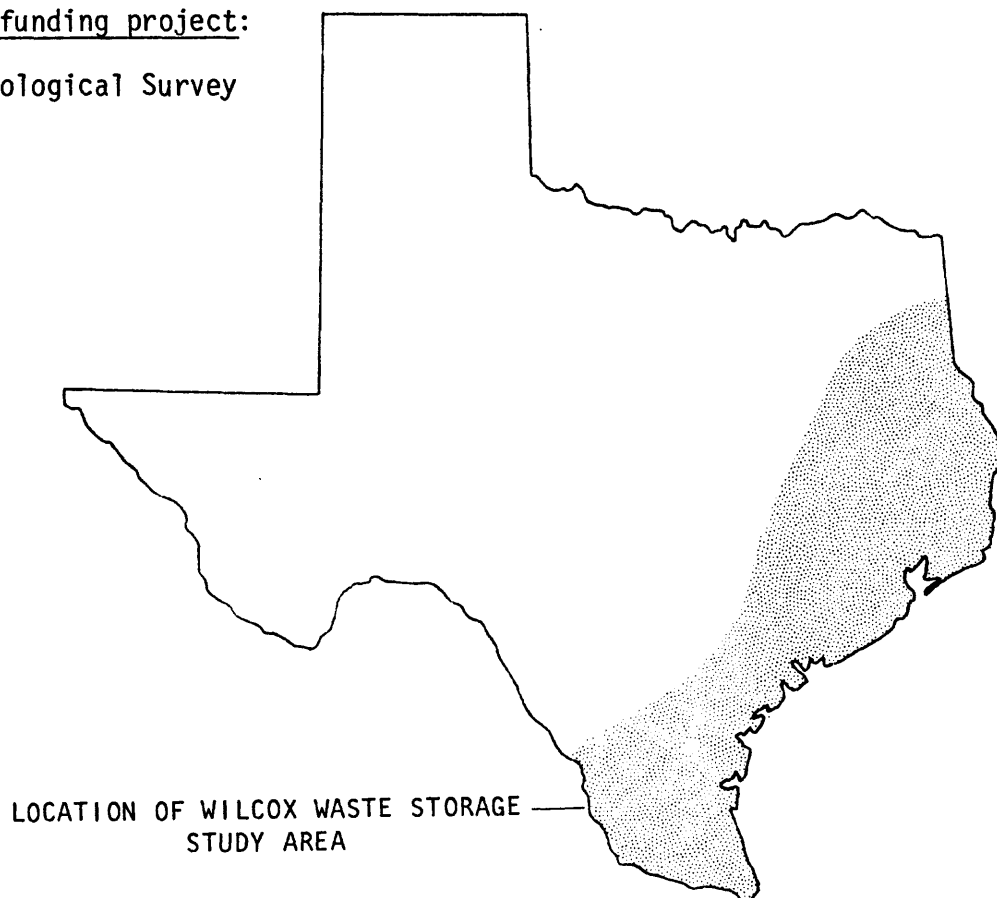 funding project:
ological Survey
LOCATION OF WILCOX WASTE STORAGE
STUDY AREA